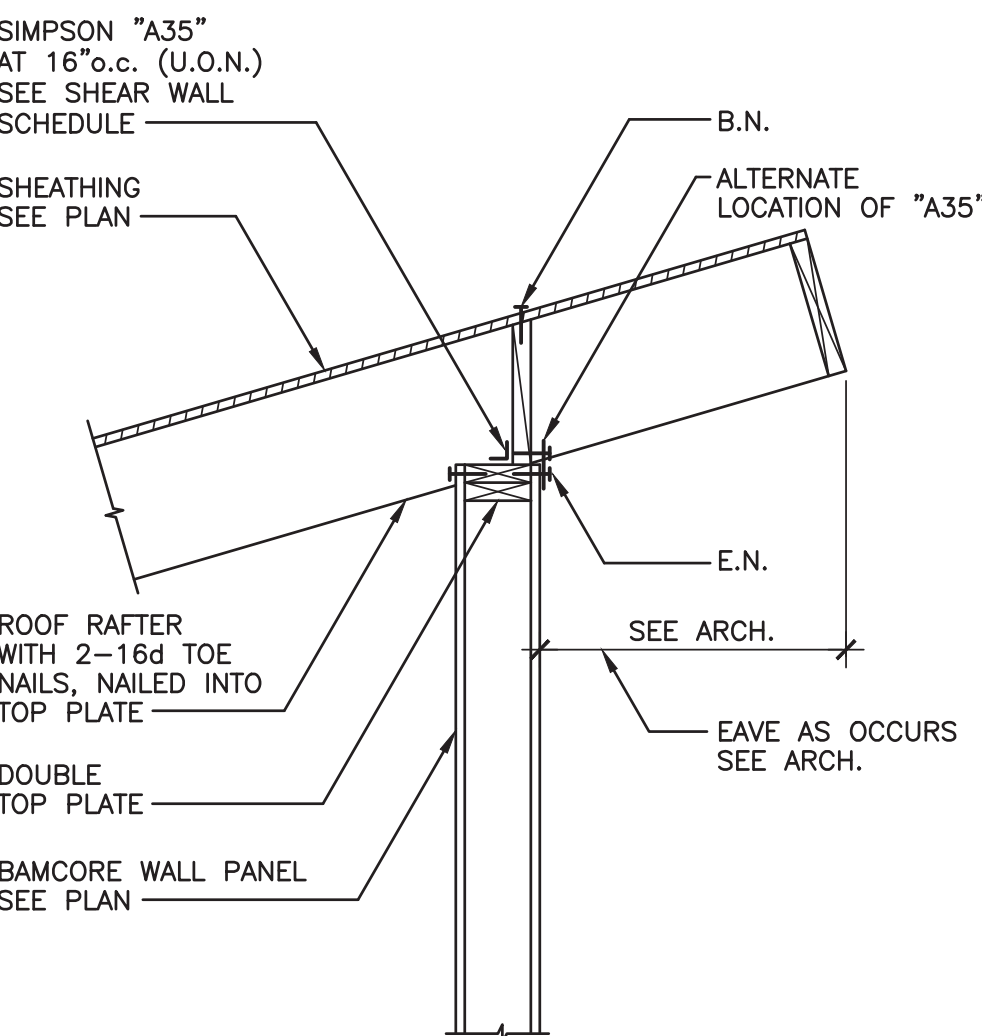 SIMPSON "A35"
AT 16"o.c. (U.O.N.)
SEE SHEAR WALL
SCHEDULE
B.N.
SHEATHING
SEE PLAN
ALTERNATE
LOCATION OF "A35"
E.N.
ROOF RAFTER
WITH 2-16d TOE
NAILS, NAILED INTO
TOP PLATE
SEE ARCH.
EAVE AS OCCURS
SEE ARCH.
DOUBLE
TOP PLATE
BAMCORE WALL PANEL
SEE PLAN